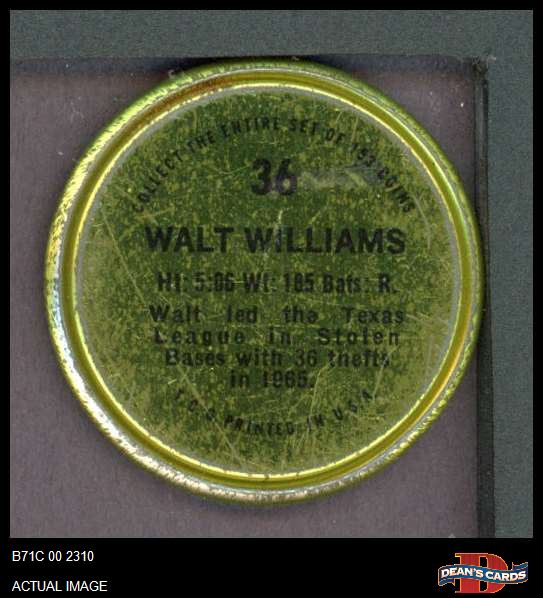 COLLECT THE ENTIRE SET OF 153 COINS
36
WALT WILLIAMS
Ht: 5:06 Wt: 185 Bats: R.
Walt led the Texas
League in Stolen
Bases with 36 thefts
in 1965.
T.C.G. PRINTED IN U.S.A.
B71C 00 2310
ACTUAL IMAGE
D
DEAN'S CARDS